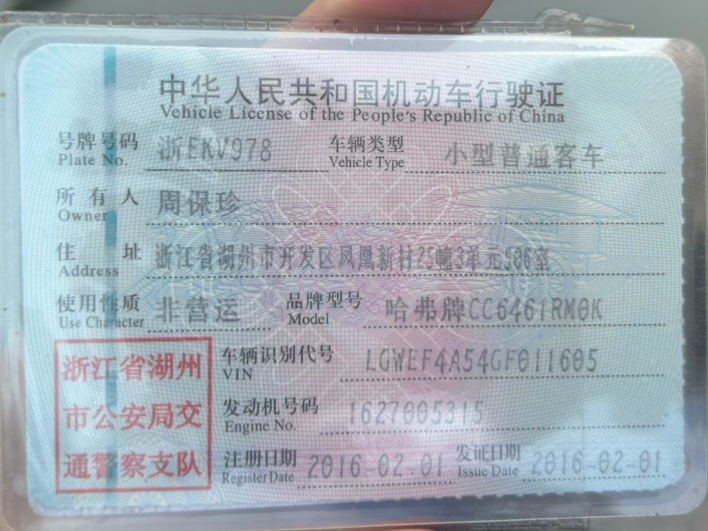 中华人民共和国机动车行驶证
Vehicle License of the People's Republic of China
号牌号码 浙EKV978 车辆类型 小型普通客车
Plate No. Vehicle Type
所有人 周保珍
Owner
住址 浙江省湖州市开发区凤凰新村25幢3单元506室
Address
使用性质 非营运 品牌型号 哈弗牌CC6461RM0K
Use Character Model
浙江省湖州
市公安局交
通警察支队
车辆识别代号 LGWEF4A54GF011605
VIN
发动机号码 1627005315
Engine No.
注册日期 2016-02-01 发证日期 2016-02-01
Register Date Issue Date